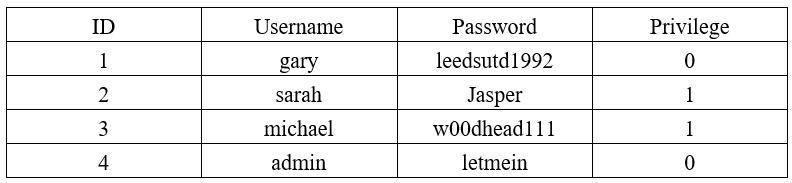 ID Username Password Privilege
1 gary leedsutd1992 0
2 sarah Jasper 1
3 michael w00dhead111 1
4 admin letmein 0